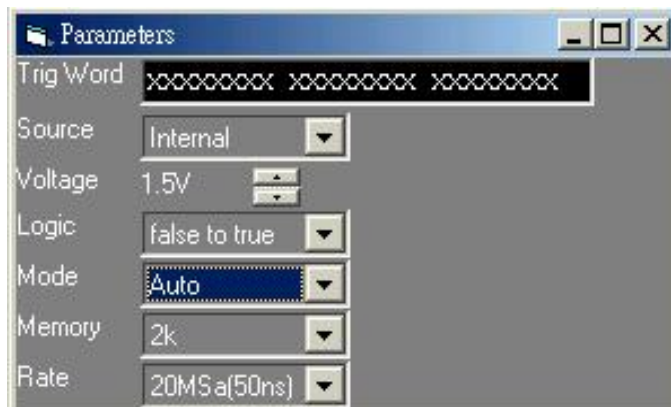 Parameters
Trig Word XXXXXXXX XXXXXXXX XXXXXXXX
Source Internal
Voltage 1.5V
Logic false to true
Mode Auto
Memory 2k
Rate 20MSa(50ns)